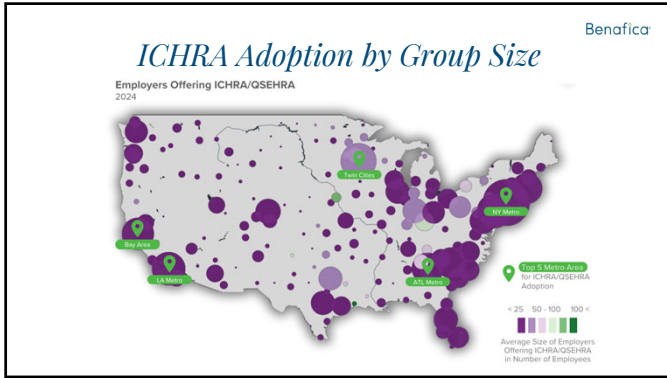 Benafica
ICHRA Adoption by Group Size
Employers Offering ICHRA/QSEHRA
2024
Twin Cities
NY Metro
Bay Area
LA Metro
ATL Metro
Top 5 Metro Area
for ICHRA/QSEHRA
Adoption
< 25 50 - 100 100 <
Average Size of Employers
Offering ICHRA/QSEHRA
in Number of Employees